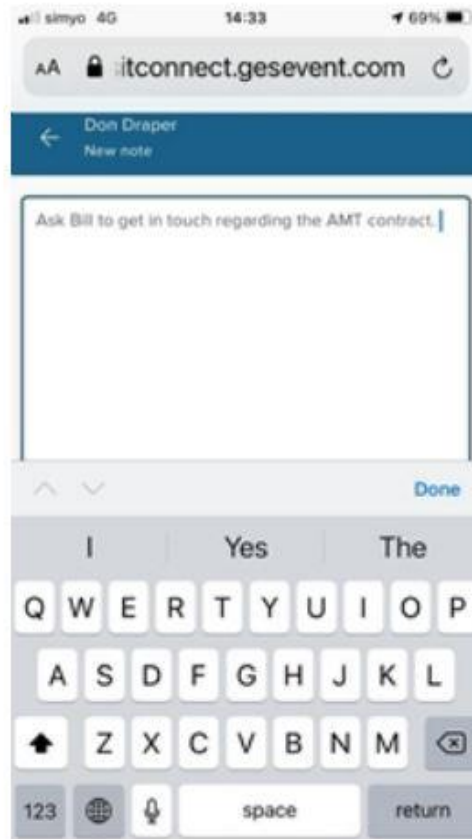 simyo 4G 14:33 69%
AA itconnect.gesevent.com
Don Draper
New note
Ask Bill to get in touch regarding the AMT contract.
Done
I Yes The
Q W E R T Y U I O P
A S D F G H J K L
Z X C V B N M
123 space return